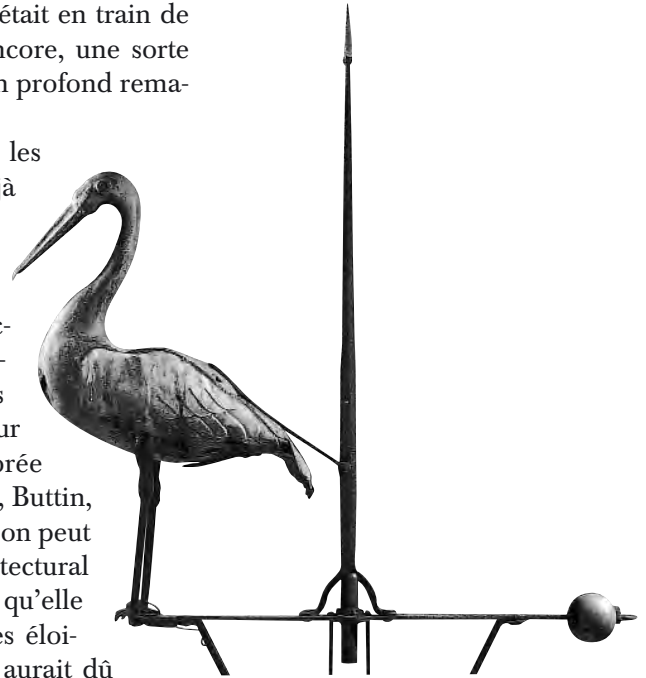 était en train de
ncore, une sorte
n profond rema-
les
jà
c-
-
s
ur
orée
, Buttin,
on peut
tectural
qu'elle
es éloi-
aurait dû